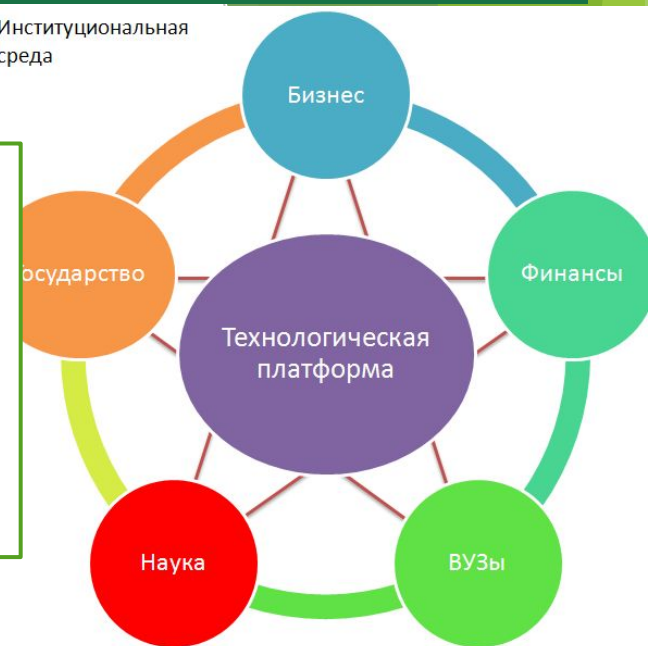 Институциональная
среда
Бизнес
осударство
Финансы
Технологическая
платформа
Наука
ВУЗы